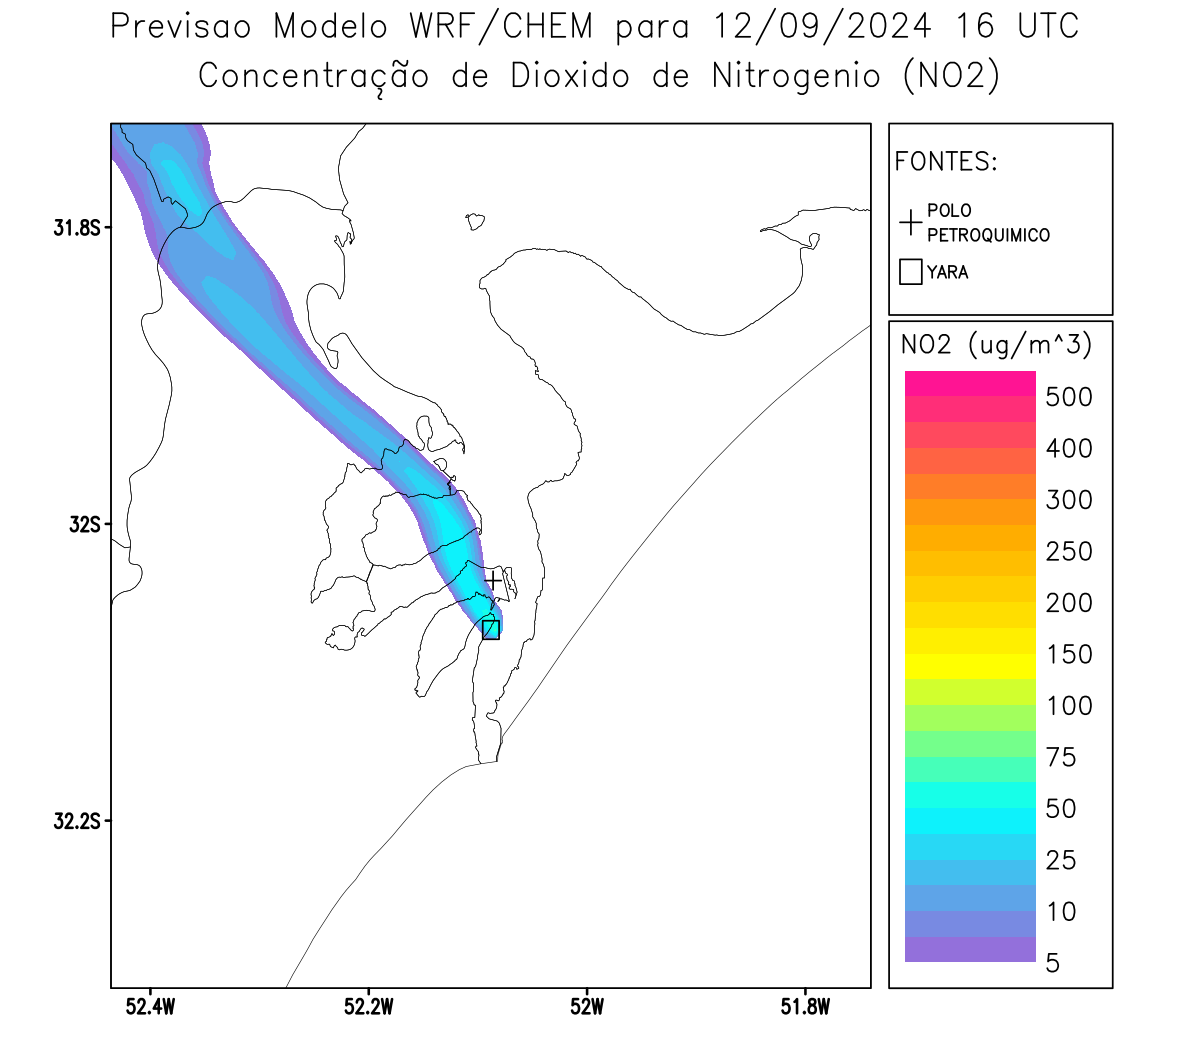 Previsao Modelo WRF/CHEM para 12/09/2024 16 UTC
Concentração de Dioxido de Nitrogenio (NO2)
FONTES:
POLO
PETROQUIMICO
YARA
NO2 (ug/m^3)
500
400
300
250
200
150
100
75
50
25
10
5
31.8S
32S
32.2S
52.4W
52.2W
52W
51.8W